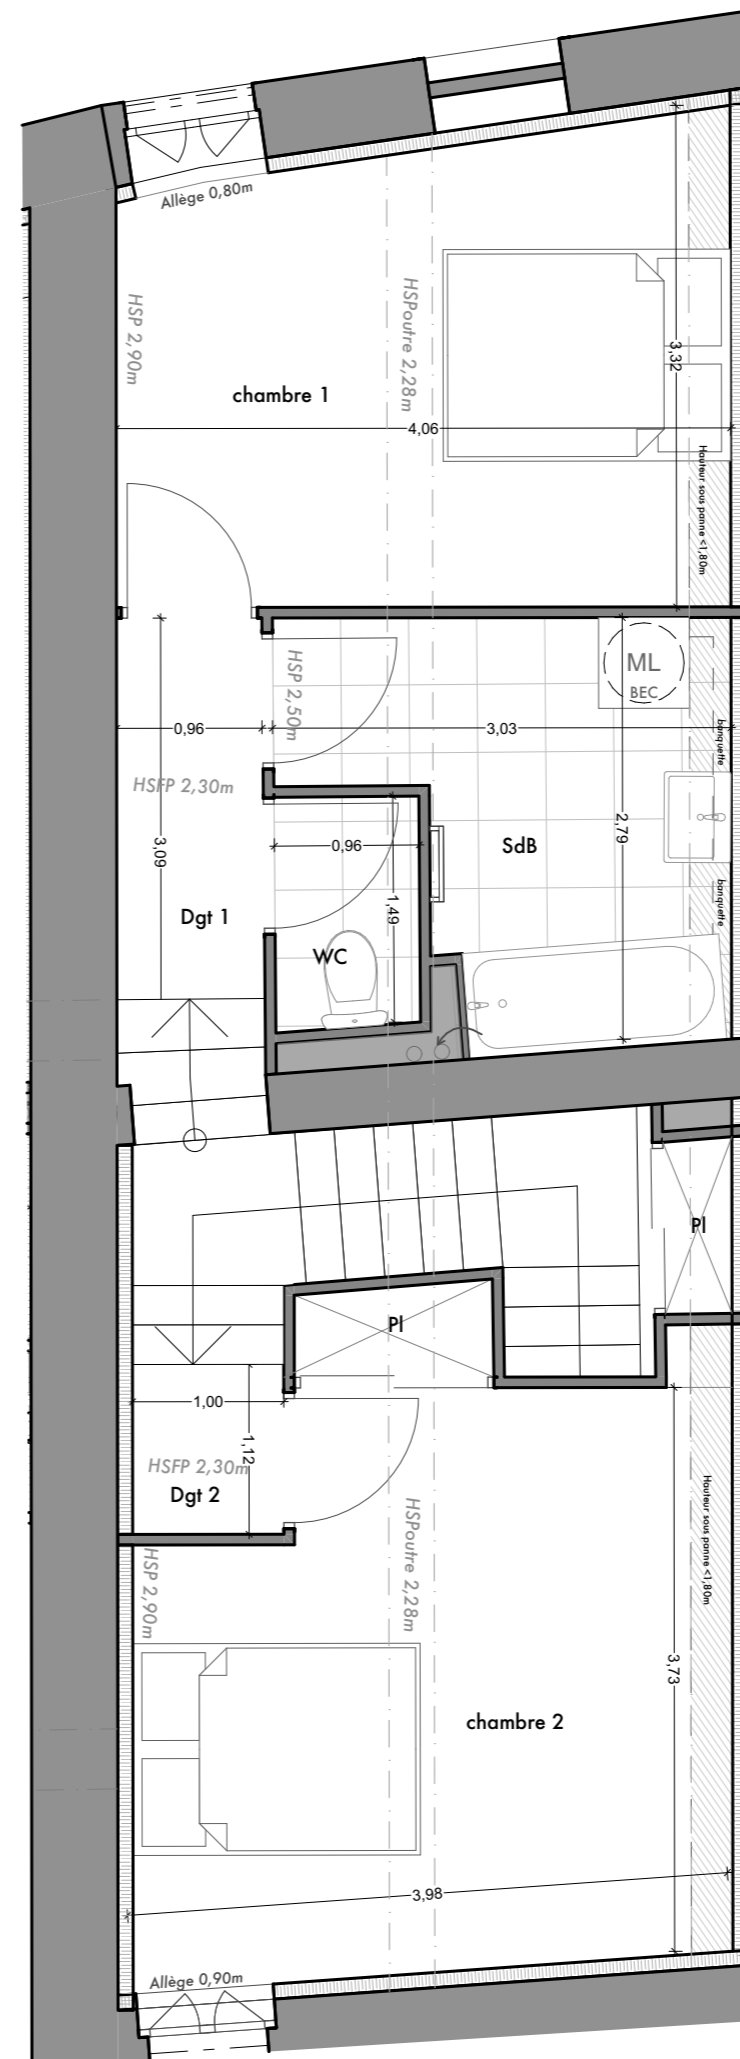 Allège 0,80m
HSP 2,90m
HSPoutre 2,28m
3,32
chambre 1
4,06
Hauteur sous panne <1,80m
ML
BEC
HSP 2,50m
0,96
3,03
banquette
HSFP 2,30m
3,09
0,96
2,79
SdB
1,49
banquette
Dgt 1
WC
Pl
Pl
1,00
1,12
HSFP 2,30m
Dgt 2
HSPoutre 2,28m
Hauteur sous panne <1,80m
HSP 2,90m
3,73
chambre 2
3,98
Allège 0,90m